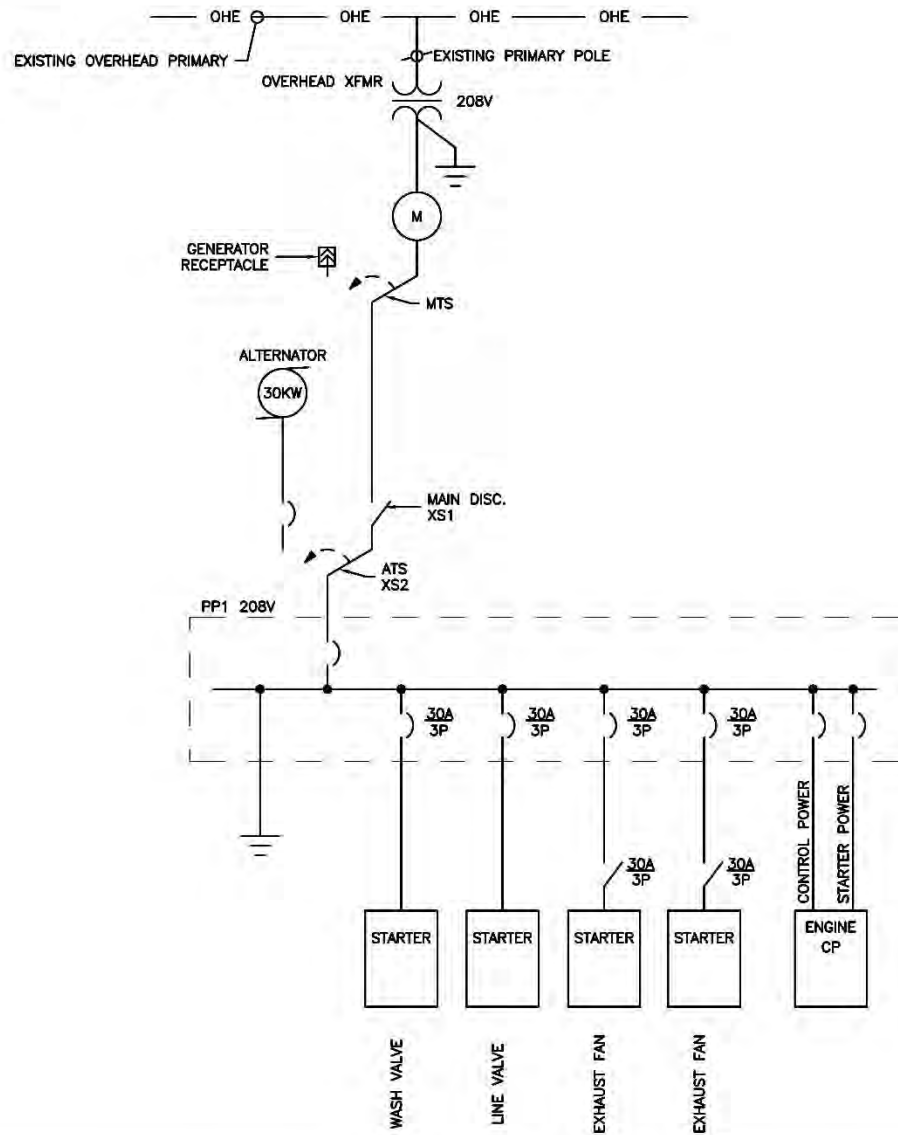 OHE OHE OHE OHE
EXISTING OVERHEAD PRIMARY
EXISTING PRIMARY POLE
OVERHEAD XFMR
208V
M
GENERATOR
RECEPTACLE
MTS
ALTERNATOR
30KW
MAIN DISC.
XS1
ATS
XS2
PP1 208V
30A
3P
30A
3P
30A
3P
30A
3P
CONTROL POWER
STARTER POWER
30A
3P
30A
3P
STARTER
STARTER
STARTER
STARTER
ENGINE
CP
WASH VALVE
LINE VALVE
EXHAUST FAN
EXHAUST FAN